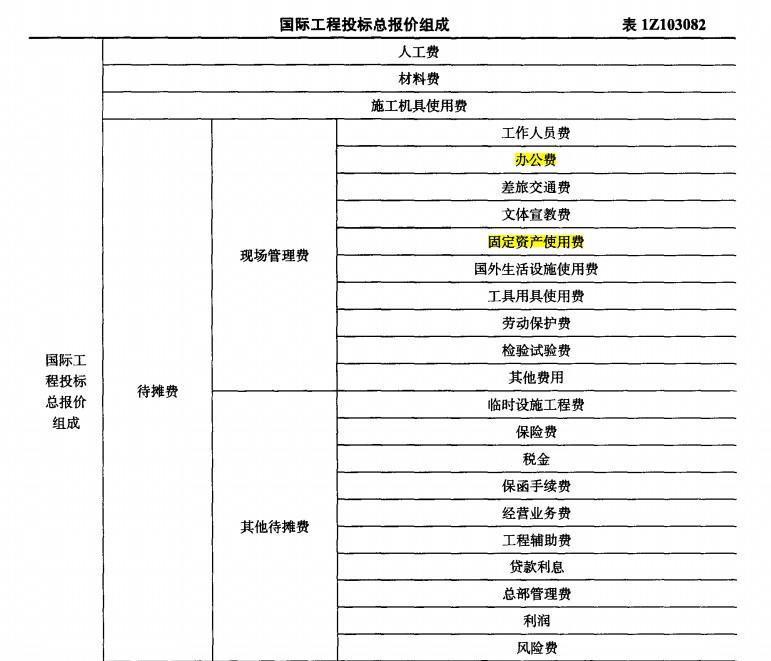 国际工程投标总报价组成 表 1Z103082
人工费
材料费
施工机具使用费
工作人员费
办公费
差旅交通费
文体宣教费
固定资产使用费
现场管理费
国外生活设施使用费
工具用具使用费
劳动保护费
检验试验费
其他费用
国际工
程投标
总报价
组成
待摊费
临时设施工程费
保险费
税金
保函手续费
经营业务费
其他待摊费
工程辅助费
贷款利息
总部管理费
利润
风险费